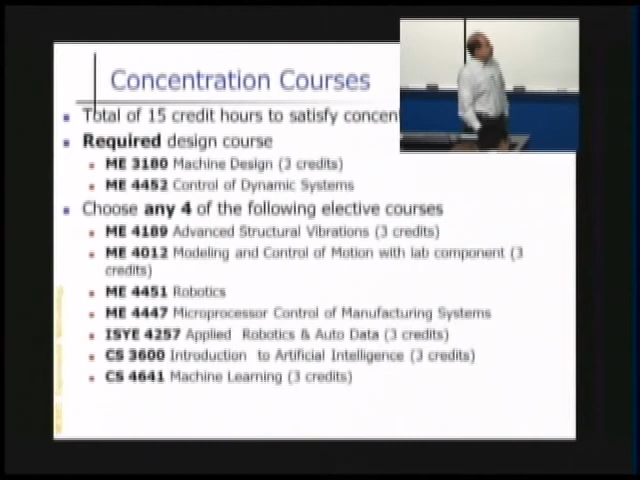 Concentration Courses
Total of 15 credit hours to satisfy concen
Required design course
ME 3180 Machine Design (3 credits)
ME 4452 Control of Dynamic Systems
Choose any 4 of the following elective courses
ME 4189 Advanced Structural Vibrations (3 credits)
ME 4012 Modeling and Control of Motion with lab component (3
credits)
ME 4451 Robotics
ME 4447 Microprocessor Control of Manufacturing Systems
ISYE 4257 Applied Robotics & Auto Data (3 credits)
CS 3600 Introduction to Artificial Intelligence (3 credits)
CS 4641 Machine Learning (3 credits)